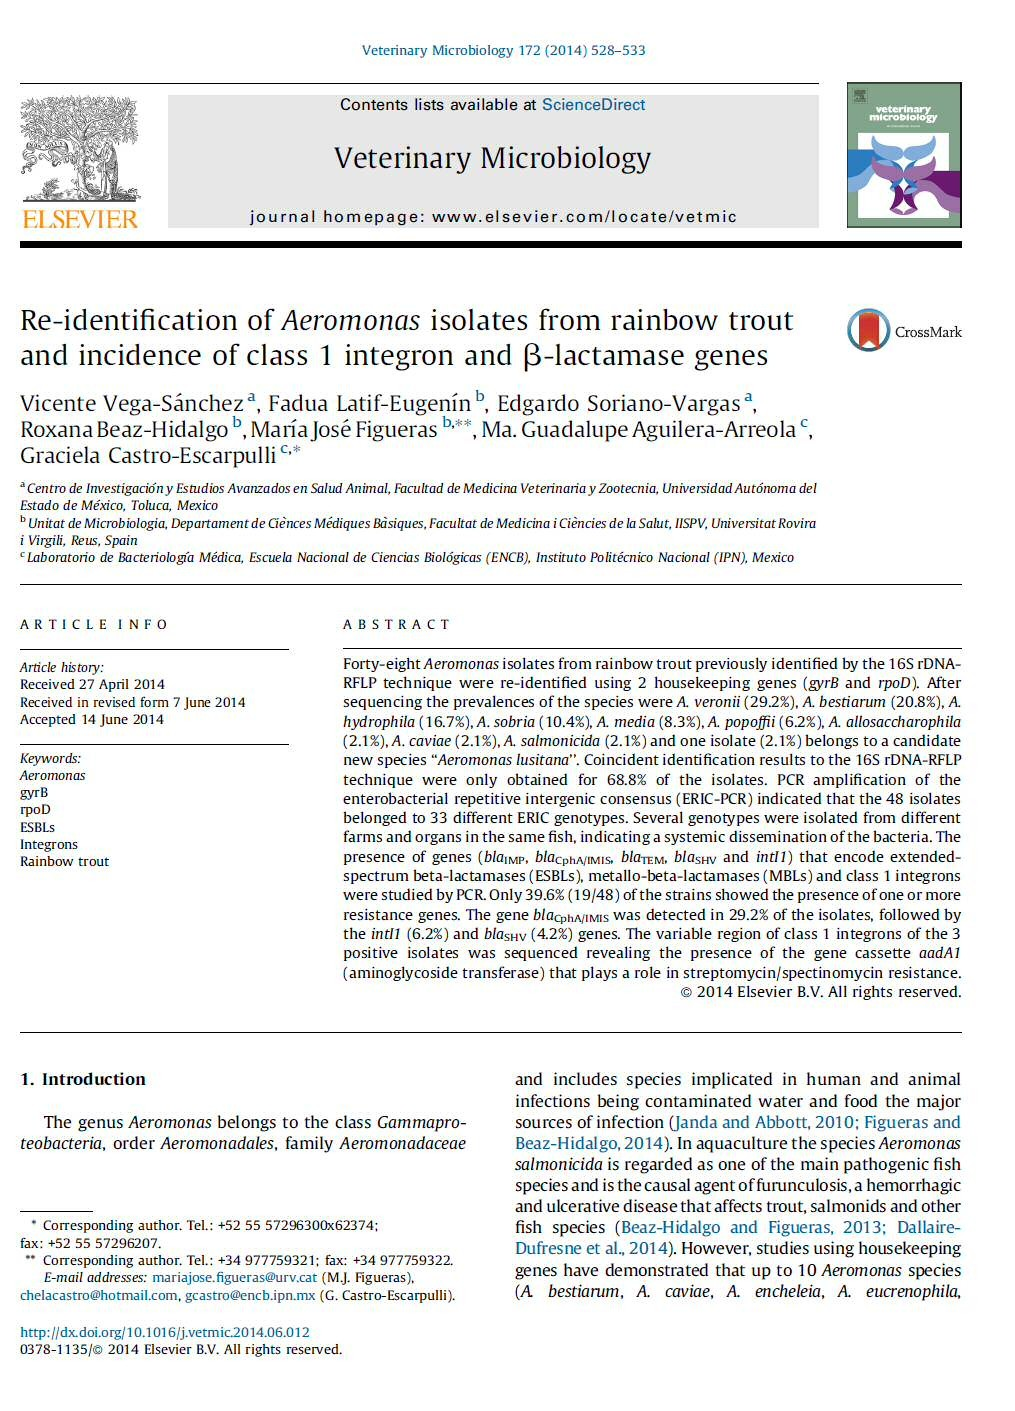 Veterinary Microbiology 172 (2014) 528–533
Contents lists available at ScienceDirect
Veterinary Microbiology
journal homepage: www.elsevier.com/locate/vetmic
ELSEVIER
veterinary
microbiology
Re-identification of Aeromonas isolates from rainbow trout
and incidence of class 1 integron and β-lactamase genes
CrossMark
Vicente Vega-Sánchez a, Fadua Latif-Eugenín b, Edgardo Soriano-Vargas a,
Roxana Beaz-Hidalgo b, María José Figueras b,**, Ma. Guadalupe Aguilera-Arreola c,
Graciela Castro-Escarpulli c,*
a Centro de Investigación y Estudios Avanzados en Salud Animal, Facultad de Medicina Veterinaria y Zootecnia, Universidad Autónoma del
Estado de México, Toluca, Mexico
b Unitat de Microbiologia, Departament de Ciènces Médiques Bàsiques, Facultat de Medicina i Ciències de la Salut, IISPV, Universitat Rovira
i Virgili, Reus, Spain
c Laboratorio de Bacteriología Médica, Escuela Nacional de Ciencias Biológicas (ENCB), Instituto Politécnico Nacional (IPN), Mexico
ARTICLE INFO
Article history:
Received 27 April 2014
Received in revised form 7 June 2014
Accepted 14 June 2014
Keywords:
Aeromonas
gyrB
rpoD
ESBLs
Integrons
Rainbow trout
ABSTRACT
Forty-eight Aeromonas isolates from rainbow trout previously identified by the 16S rDNA-
RFLP technique were re-identified using 2 housekeeping genes (gyrB and rpoD). After
sequencing the prevalences of the species were A. veronii (29.2%), A. bestiarum (20.8%), A.
hydrophila (16.7%), A. sobria (10.4%), A. media (8.3%), A. popoffii (6.2%), A. allosaccharophila
(2.1%), A. caviae (2.1%), A. salmonicida (2.1%) and one isolate (2.1%) belongs to a candidate
new species “Aeromonas lusitana’’. Coincident identification results to the 16S rDNA-RFLP
technique were only obtained for 68.8% of the isolates. PCR amplification of the
enterobacterial repetitive intergenic consensus (ERIC-PCR) indicated that the 48 isolates
belonged to 33 different ERIC genotypes. Several genotypes were isolated from different
farms and organs in the same fish, indicating a systemic dissemination of the bacteria. The
presence of genes (blaIMP, blaCphA/IMIS, blaTEM, blaSHV and intI1) that encode extended-
spectrum beta-lactamases (ESBLs), metallo-beta-lactamases (MBLs) and class 1 integrons
were studied by PCR. Only 39.6% (19/48) of the strains showed the presence of one or more
resistance genes. The gene blaCphA/IMIS was detected in 29.2% of the isolates, followed by
the intI1 (6.2%) and blaSHV (4.2%) genes. The variable region of class 1 integrons of the 3
positive isolates was sequenced revealing the presence of the gene cassette aadA1
(aminoglycoside transferase) that plays a role in streptomycin/spectinomycin resistance.
© 2014 Elsevier B.V. All rights reserved.
1. Introduction
The genus Aeromonas belongs to the class Gammapro-
teobacteria, order Aeromonadales, family Aeromonadaceae
and includes species implicated in human and animal
infections being contaminated water and food the major
sources of infection (Janda and Abbott, 2010; Figueras and
Beaz-Hidalgo, 2014). In aquaculture the species Aeromonas
salmonicida is regarded as one of the main pathogenic fish
species and is the causal agent of furunculosis, a hemorrhagic
and ulcerative disease that affects trout, salmonids and other
fish species (Beaz-Hidalgo and Figueras, 2013; Dallaire-
Dufresne et al., 2014). However, studies using housekeeping
genes have demonstrated that up to 10 Aeromonas species
(A. bestiarum, A. caviae, A. encheleia, A. eucrenophila,
* Corresponding author. Tel.: +52 55 57296300x62374;
fax: +52 55 57296207.
** Corresponding author. Tel.: +34 977759321; fax: +34 977759322.
E-mail addresses: mariajose.figueras@urv.cat (M.J. Figueras),
chelacastro@hotmail.com, gcastro@encb.ipn.mx (G. Castro-Escarpulli).
http://dx.doi.org/10.1016/j.vetmic.2014.06.012
0378-1135/© 2014 Elsevier B.V. All rights reserved.